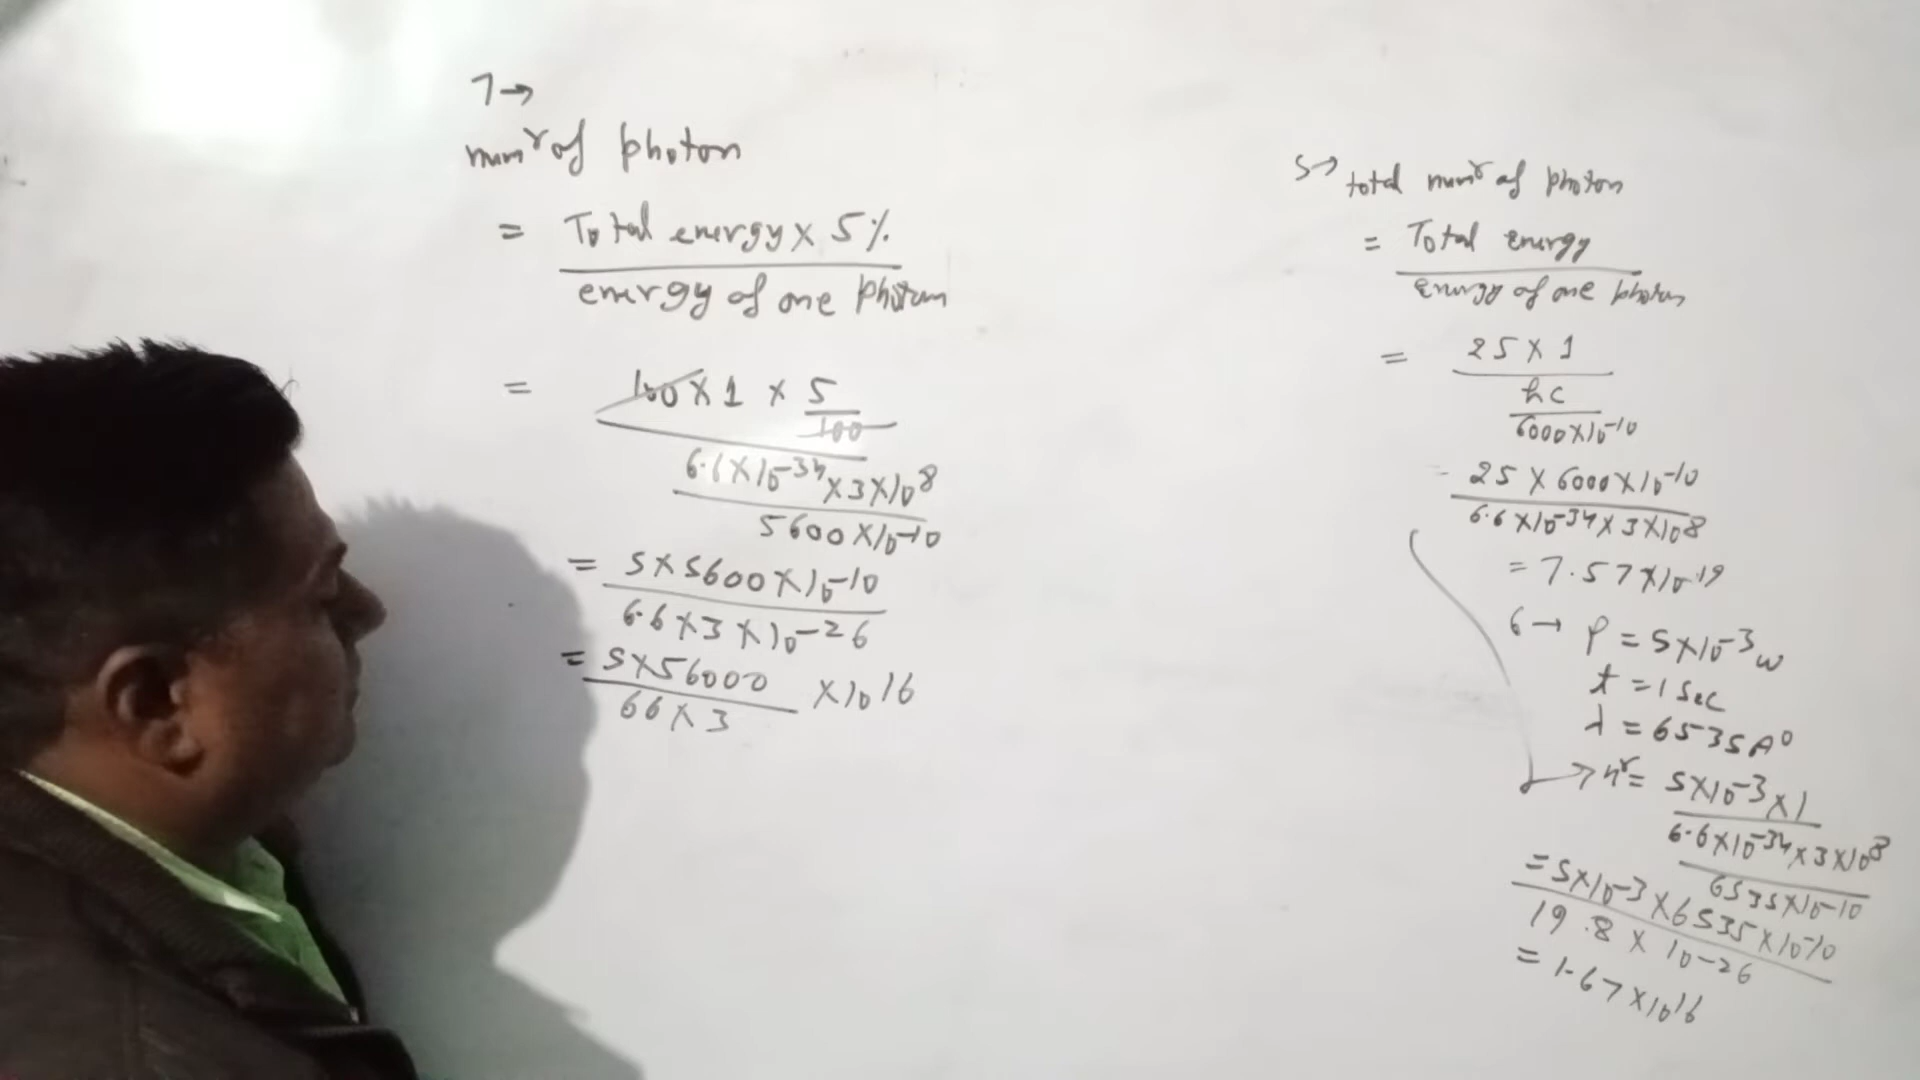 7→
numʳ of photon
= Total energy × 5%
energy of one photon
= 100 × 1 × 5
100
6.6 × 10⁻³⁴ × 3 × 10⁸
5600 × 10⁻¹⁰
= 5 × 5600 × 10⁻¹⁰
6.6 × 3 × 10⁻²⁶
= 5 × 56000 × 10¹⁶
66 × 3
5→ total numʳ of photon
= Total energy
energy of one photon
= 25 × 1
hc
6000 × 10⁻¹⁰
= 25 × 6000 × 10⁻¹⁰
6.6 × 10⁻³⁴ × 3 × 10⁸
= 7.57 × 10¹⁹
6→ P = 5 × 10⁻³ w
t = 1 sec
λ = 6535 A⁰
→ nʳ = 5 × 10⁻³ × 1
6.6 × 10⁻³⁴ × 3 × 10⁸
6535 × 10⁻¹⁰
= 5 × 10⁻³ × 6535 × 10⁻¹⁰
19.8 × 10⁻²⁶
= 1.67 × 10¹⁶